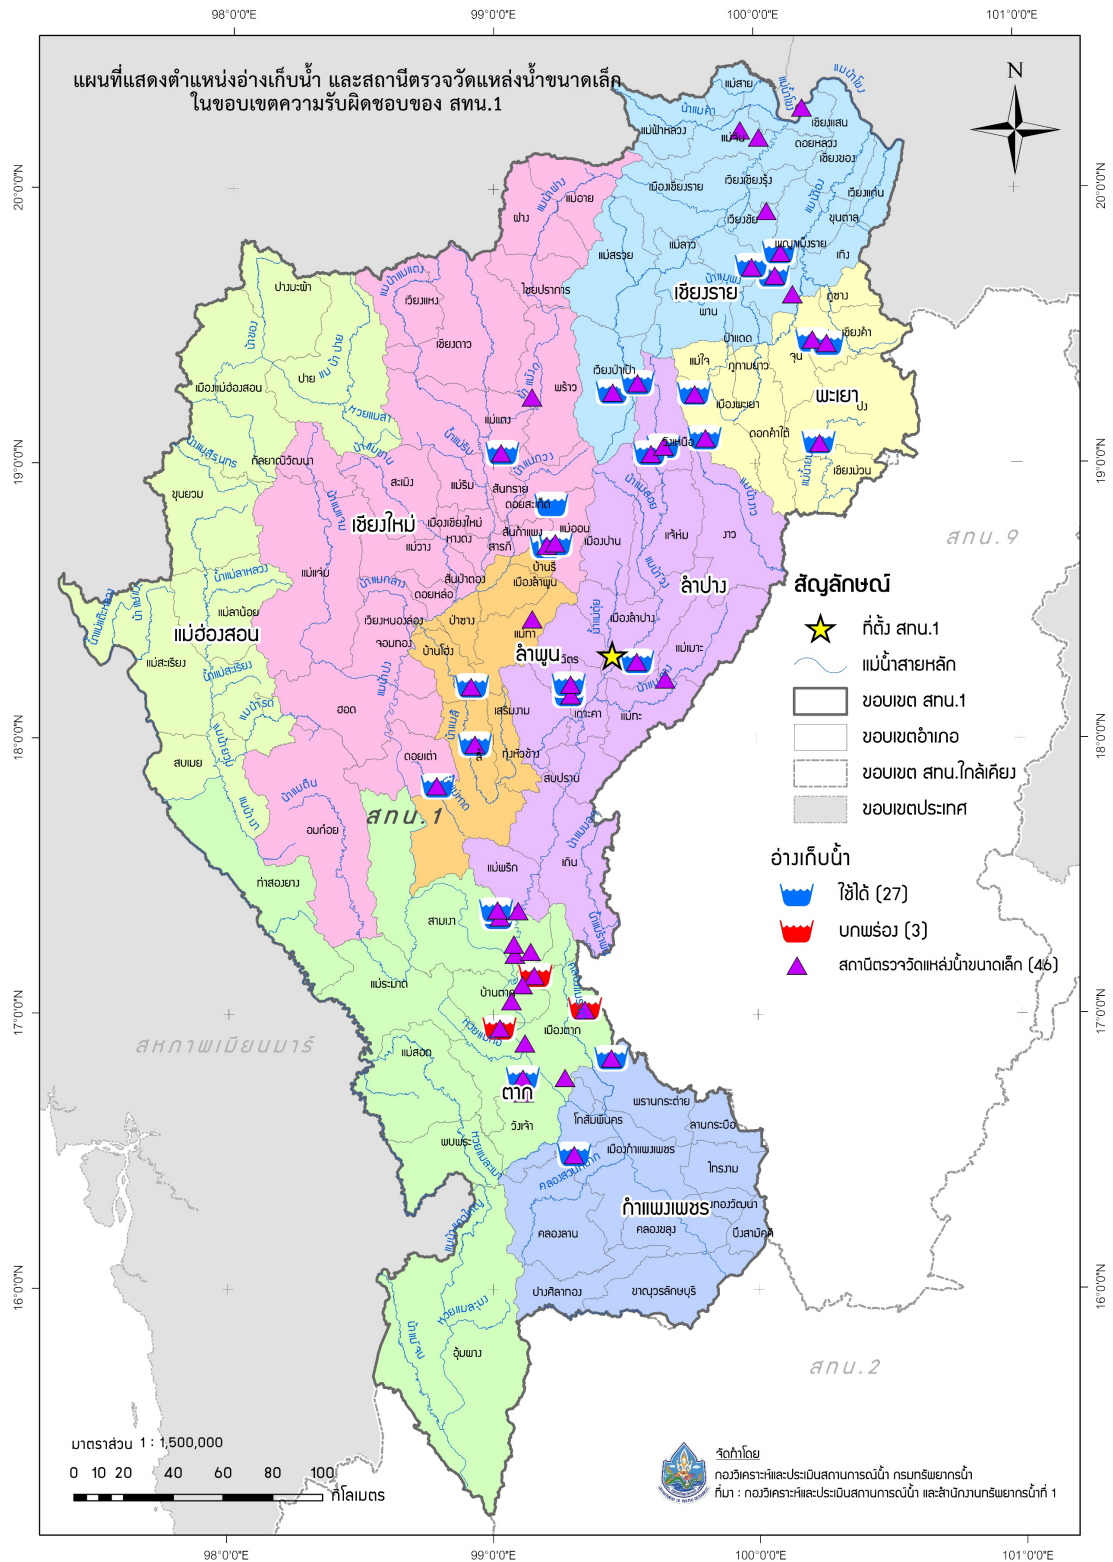 98°0'0"E
99°0'0"E
100°0'0"E
101°0'0"E
แผนที่แสดงตำแหน่งอ่างเก็บน้ำ และสถานีตรวจวัดแหล่งน้ำขนาดเล็ก
ในขอบเขตความรับผิดชอบของ สทน.1
N
20°0'0"N
20°0'0"N
19°0'0"N
19°0'0"N
18°0'0"N
18°0'0"N
17°0'0"N
17°0'0"N
16°0'0"N
16°0'0"N
แม่สาย
แม่น้ำโขง
แม่น้ำโขง
น้ำแม่คำ
เชียงแสน
แม่ฟ้าหลวง
แม่จัน
ดอยหลวง
เชียงของ
เมืองเชียงราย
เวียงเชียงรุ้ง
เวียงแก่น
แม่น้ำอิง
ขุนตาล
เวียงชัย
แม่ลาว
พญาเม็งราย
เทิง
แม่สรวย
เชียงราย
พาน
ป่าแดด
เวียงป่าเป้า
แม่น้ำฝาง
แม่อาย
ฝาง
ไชยปราการ
แม่น้ำแม่แตง
เวียงแหง
เชียงดาว
พร้าว
แม่แตง
น้ำแม่ริม
น้ำแม่กวง
สะเมิง
แม่ริม
สันทราย
ดอยสะเก็ด
เชียงใหม่
เมืองเชียงใหม่
หางดง
แม่วาง
สารภี
สันกำแพง
แม่ออน
แม่แจ่ม
น้ำแม่แจ่ม
น้ำแม่กลาง
สันป่าตอง
ดอยหล่อ
จอมทอง
แม่น้ำปิง
ฮอด
ดอยเต่า
อมก๋อย
น้ำแม่ตื่น
กัลยาณิวัฒนา
น้ำแม่ขาน
ปางมะผ้า
น้ำของ
แม่ น้ำ ปาย
ปาย
เมืองแม่ฮ่องสอน
ห้วยแม่สา
น้ำแม่สุรินทร
ขุนยวม
น้ำแม่ลาหลวง
แม่ลาน้อย
แม่ฮ่องสอน
แม่สะเรียง
น้ำแม่สะเรียง
แม่น้ำริด
แม่น้ำยวม
สบเมย
แม่น้ำเงา
ภูซาง
เชียงคำ
จุน
แม่ใจ
ภูกามยาว
พะเยา
ปง
เมืองพะเยา
ดอกคำใต้
เชียงม่วน
แม่น้ำยม
วังเหนือ
น้ำแม่สอย
แม่น้ำงาว
แจ้ห่ม
งาว
เมืองปาน
แม่น้ำวัง
ลำปาง
น้ำแม่ตุ๋ย
เมืองลำปาง
แม่เมาะ
เกาะคา
แม่ทะ
เสริมงาม
สบปราบ
เถิน
แม่พริก
บ้านธิ
เมืองลำพูน
ป่าซาง
แม่ทา
เวียงหนองล่อง
บ้านโฮ่ง
ลำพูน
น้ำแม่ลี้
ลี้
ทุ่งหัวช้าง
สทน.1
ท่าสองยาง
สามเงา
แม่ระมาด
บ้านตาก
เมืองตาก
แม่สอด
ตาก
วังเจ้า
พบพระ
ห้วยแม่ละเมา
แม่น้ำแควใหญ่
ห้วยแม่ละมุง
น้ำแม่จัน
อุ้มผาง
พรานกระต่าย
โกสัมพีนคร
ลานกระบือ
เมืองกำแพงเพชร
คลองสวนหมาก
ไทรงาม
กำแพงเพชร
คลองลาน
คลองขลุง
บึงสามัคคี
ปางศิลาทอง
ขาณุวรลักษบุรี
สหภาพเมียนมาร์
สทน.9
สทน.2
สัญลักษณ์
ที่ตั้ง สทน.1
แม่น้ำสายหลัก
ขอบเขต สทน.1
ขอบเขตอำเภอ
ขอบเขต สทน.ใกล้เคียง
ขอบเขตประเทศ
อ่างเก็บน้ำ
ใช้ได้ (27)
บกพร่อง (3)
สถานีตรวจวัดแหล่งน้ำขนาดเล็ก (46)
มาตราส่วน 1 : 1,500,000
0 10 20 40 60 80 100
กิโลเมตร
จัดทำโดย
กองวิเคราะห์และประเมินสถานการณ์น้ำ กรมทรัพยากรน้ำ
ที่มา : กองวิเคราะห์และประเมินสถานการณ์น้ำ และสำนักงานทรัพยากรน้ำที่ 1
98°0'0"E
99°0'0"E
100°0'0"E
101°0'0"E